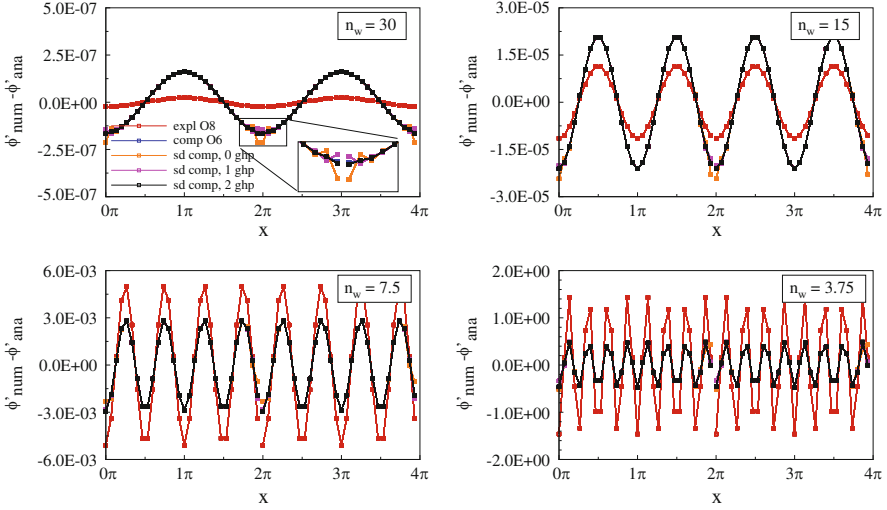 5.0E-07
2.5E-07
0.0E+00
-2.5E-07
-5.0E-07
ϕ'num -ϕ'ana
n_w = 30
expl O8
comp O6
sd comp, 0 ghp
sd comp, 1 ghp
sd comp, 2 ghp
0π 1π 2π 3π 4π
x
3.0E-05
1.5E-05
0.0E+00
-1.5E-05
-3.0E-05
ϕ'num -ϕ'ana
n_w = 15
0π 1π 2π 3π 4π
x
6.0E-03
3.0E-03
0.0E+00
-3.0E-03
-6.0E-03
ϕ'num -ϕ'ana
n_w = 7.5
0π 1π 2π 3π 4π
x
2.0E+00
1.0E+00
0.0E+00
-1.0E+00
-2.0E+00
ϕ'num -ϕ'ana
n_w = 3.75
0π 1π 2π 3π 4π
x